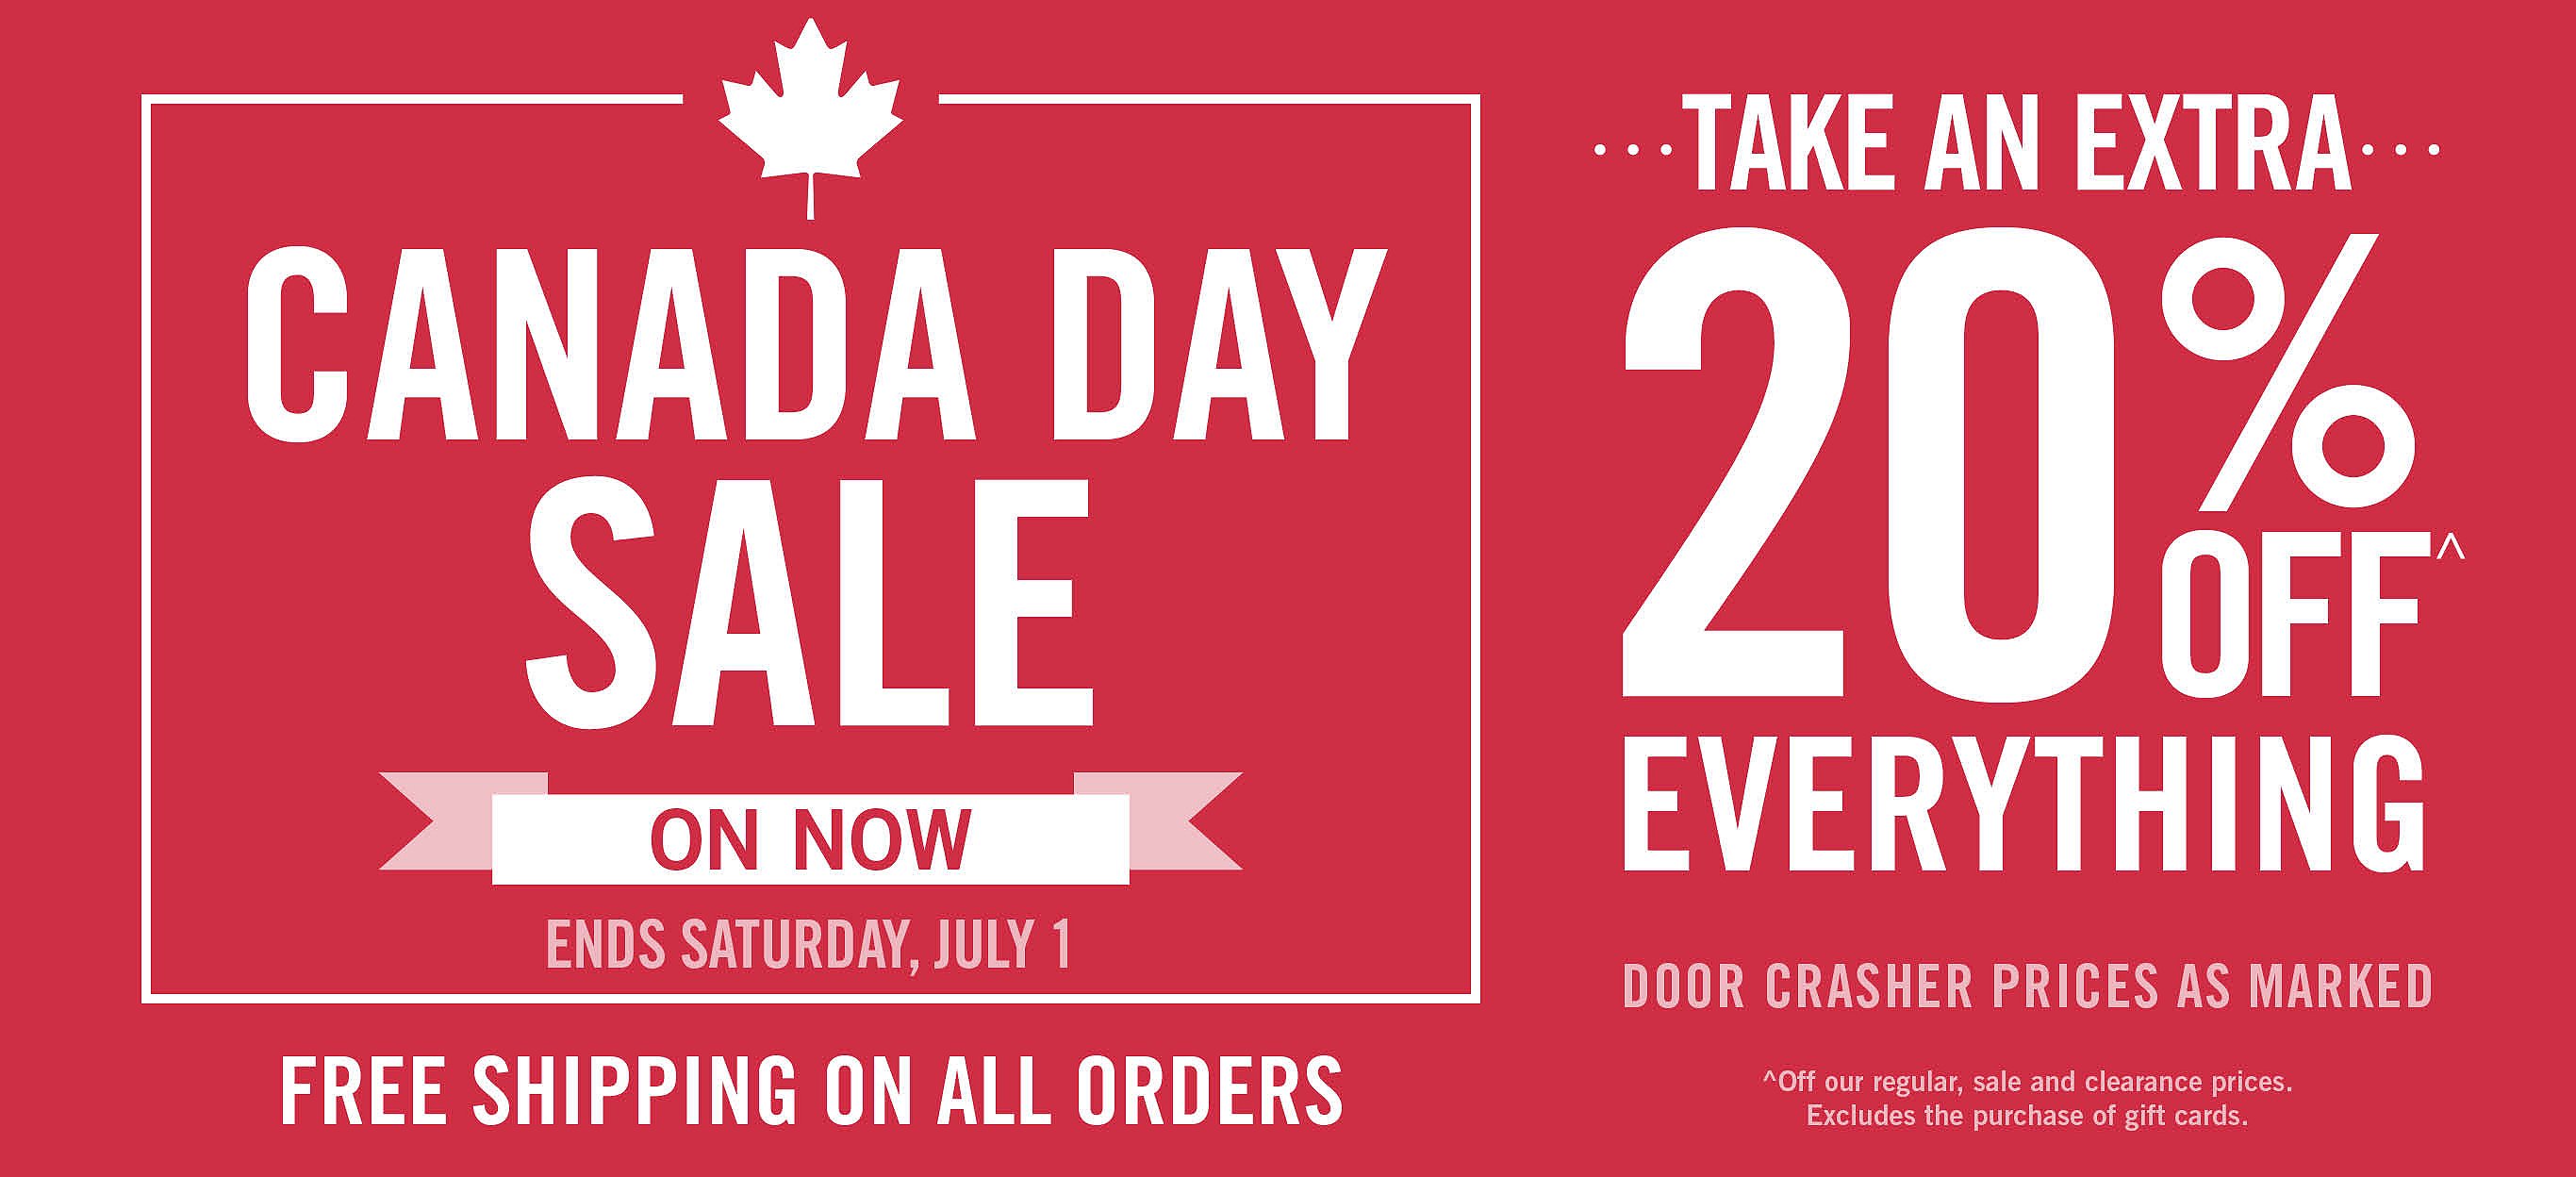 CANADA DAY
SALE
ON NOW
ENDS SATURDAY, JULY 1
FREE SHIPPING ON ALL ORDERS
...TAKE AN EXTRA...
20%
OFF^
EVERYTHING
DOOR CRASHER PRICES AS MARKED
^Off our regular, sale and clearance prices.
Excludes the purchase of gift cards.